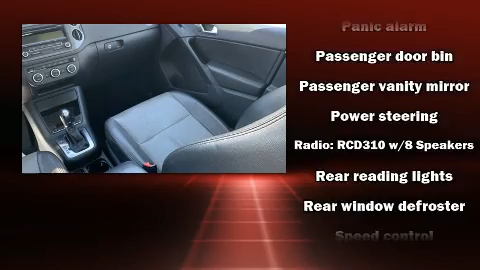 Panic alarm
Passenger door bin
Passenger vanity mirror
Power steering
Radio: RCD310 w/8 Speakers
Rear reading lights
Rear window defroster
Speed control